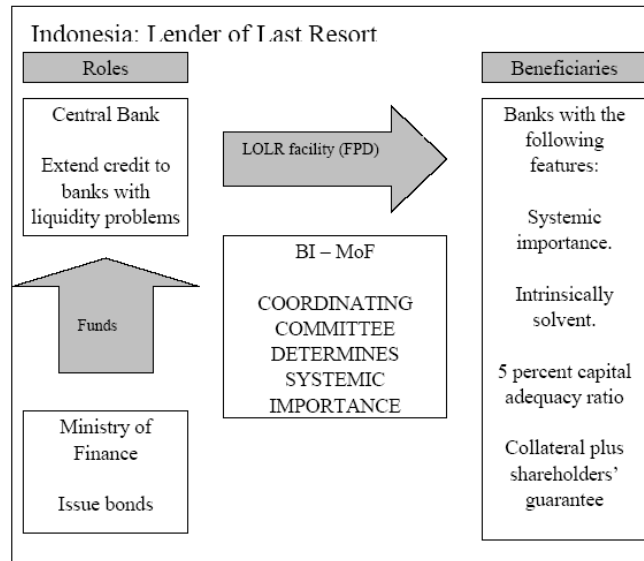 Indonesia: Lender of Last Resort
Roles
Beneficiaries
Central Bank
Extend credit to
banks with
liquidity problems
LOLR facility (FPD)
Banks with the
following
features:
Systemic
importance.
Intrinsically
solvent.
5 percent capital
adequacy ratio
Collateral plus
shareholders'
guarantee
BI – MoF
COORDINATING
COMMITTEE
DETERMINES
SYSTEMIC
IMPORTANCE
Funds
Ministry of
Finance
Issue bonds